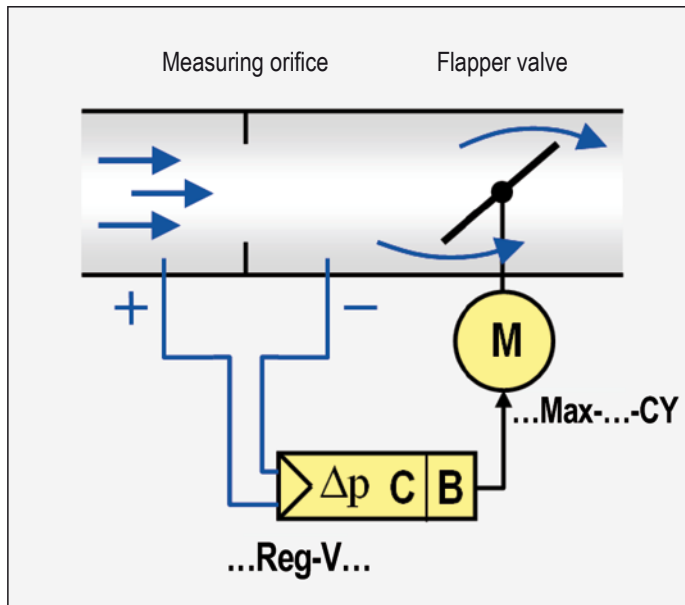 Measuring orifice Flapper valve
+ −
M
...Max-...-CY
Δp C B
...Reg-V...